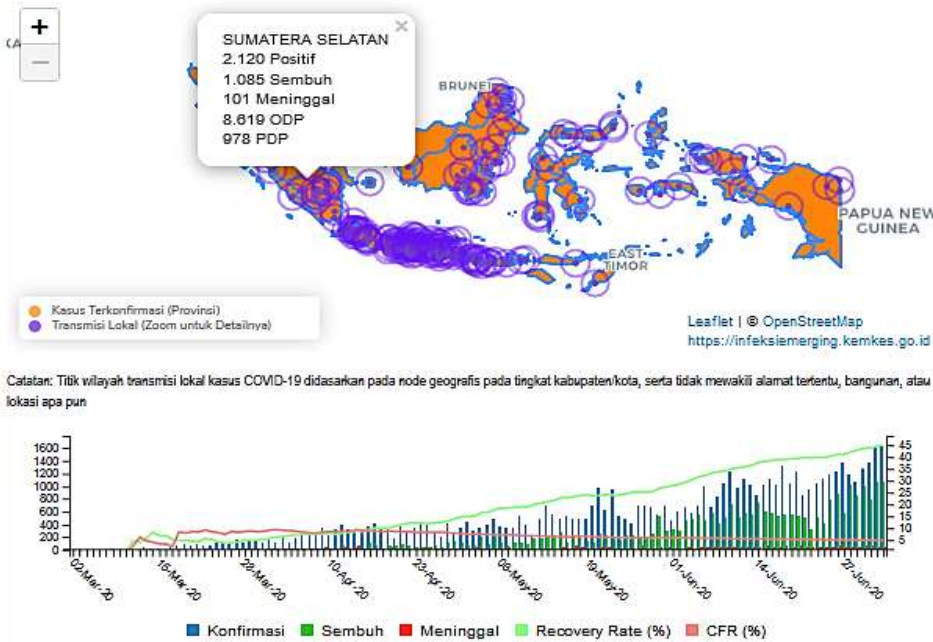 +
−
SUMATERA SELATAN
×
2.120 Positif
1.085 Sembuh
101 Meninggal
8.619 ODP
978 PDP
BRUNEI
PAPUA NEW
GUINEA
EAST
TIMOR
Kasus Terkonfirmasi (Provinsi)
Transmisi Lokal (Zoom untuk Detailnya)
Leaflet | © OpenStreetMap
https://infeksiemerging.kemkes.go.id
Catatan: Titik wilayah transmisi lokal kasus COVID-19 didasarkan pada node geografis pada tingkat kabupaten/kota, serta tidak mewakili alamat tertentu, bangunan, atau
lokasi apa pun
1600
1400
1200
1000
800
600
400
200
0
45
40
35
30
25
20
15
10
5
02-Mar-20
15-Mar-20
28-Mar-20
10-Apr-20
23-Apr-20
06-May-20
19-May-20
01-Jun-20
14-Jun-20
27-Jun-20
Konfirmasi Sembuh Meninggal Recovery Rate (%) CFR (%)